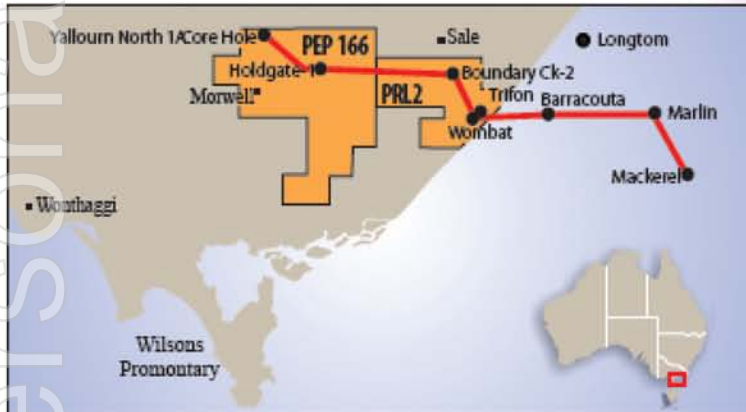 Yallourn North 1A Core Hole
PEP 166
Sale
Longtom
Holdgate-1
Boundary Ck-2
Morwell
PRL2
Trifon
Barracouta
Marlin
Wombat
Mackerel
Wonthaggi
Wilsons
Promontary
ersona